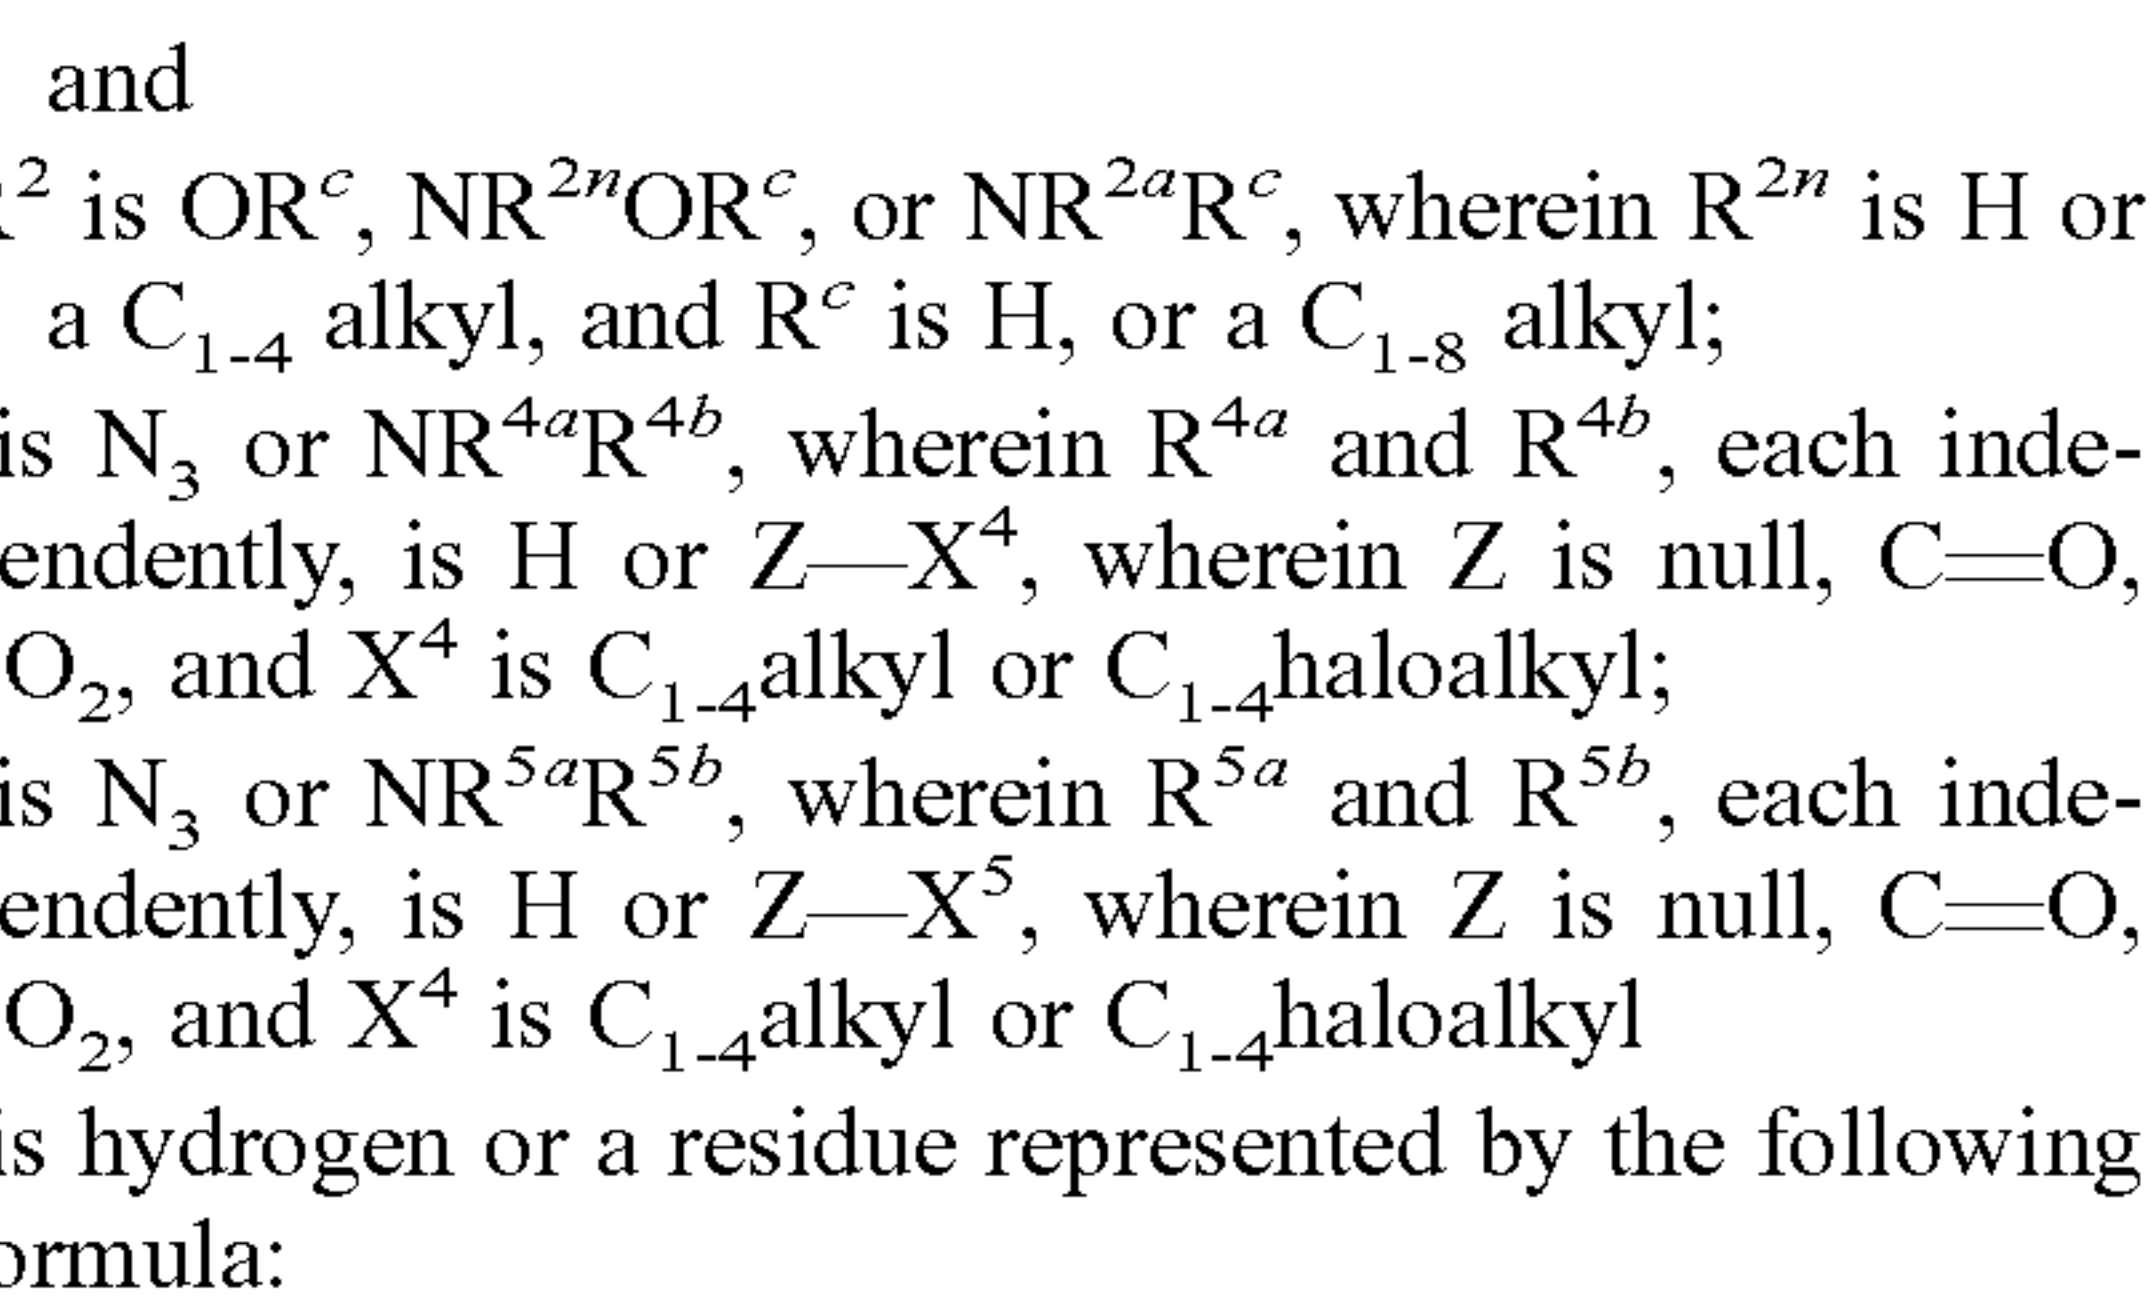 and
² is ORᶜ, NR²ⁿORᶜ, or NR²ᵃRᶜ, wherein R²ⁿ is H or
a C₁₋₄ alkyl, and Rᶜ is H, or a C₁₋₈ alkyl;
is N₃ or NR⁴ᵃR⁴ᵇ, wherein R⁴ᵃ and R⁴ᵇ, each inde-
endently, is H or Z—X⁴, wherein Z is null, C=O,
O₂, and X⁴ is C₁₋₄alkyl or C₁₋₄haloalkyl;
is N₃ or NR⁵ᵃR⁵ᵇ, wherein R⁵ᵃ and R⁵ᵇ, each inde-
endently, is H or Z—X⁵, wherein Z is null, C=O,
O₂, and X⁴ is C₁₋₄alkyl or C₁₋₄haloalkyl
is hydrogen or a residue represented by the following
ormula: